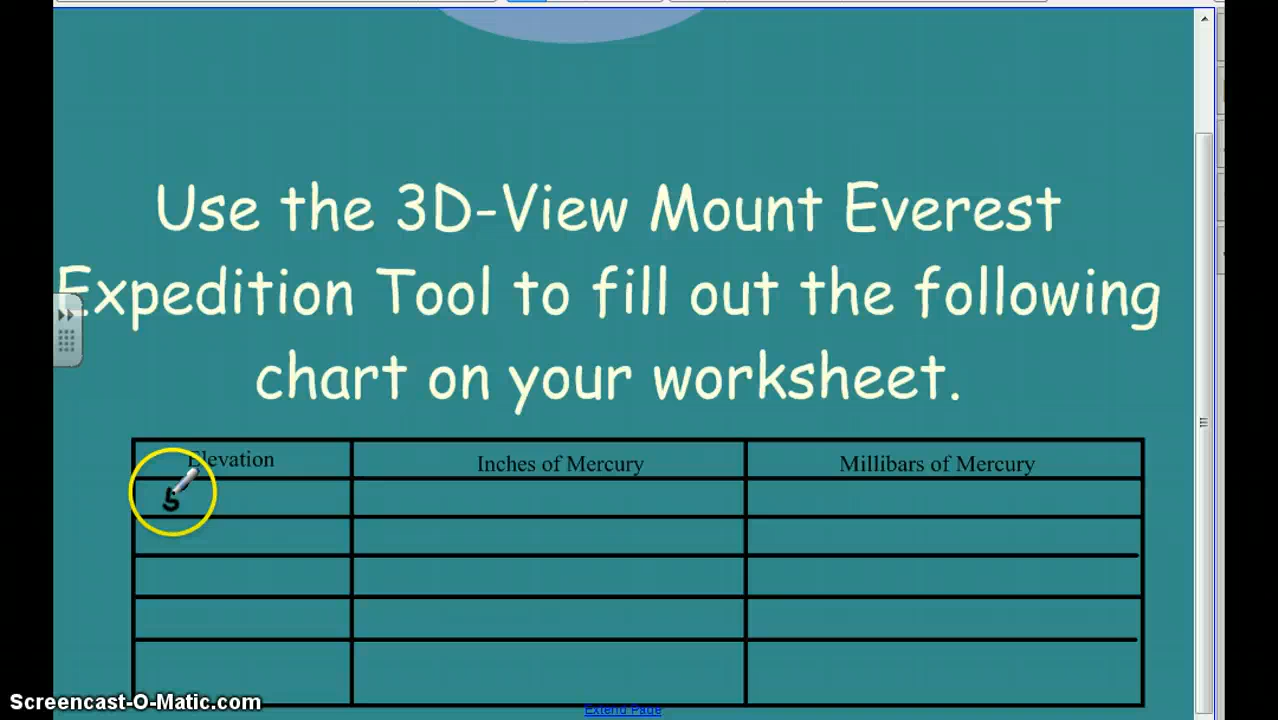 Use the 3D-View Mount Everest
Expedition Tool to fill out the following
chart on your worksheet.
Elevation Inches of Mercury Millibars of Mercury
5
Extend Page
Screencast-O-Matic.com